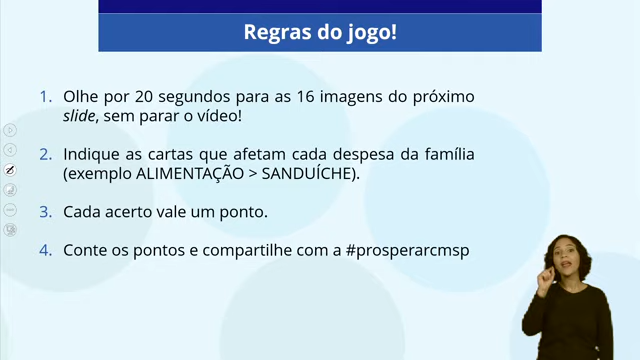 Regras do jogo!
1. Olhe por 20 segundos para as 16 imagens do próximo
slide, sem parar o vídeo!
2. Indique as cartas que afetam cada despesa da família
(exemplo ALIMENTAÇÃO > SANDUÍCHE).
3. Cada acerto vale um ponto.
4. Conte os pontos e compartilhe com a #prosperarcmsp